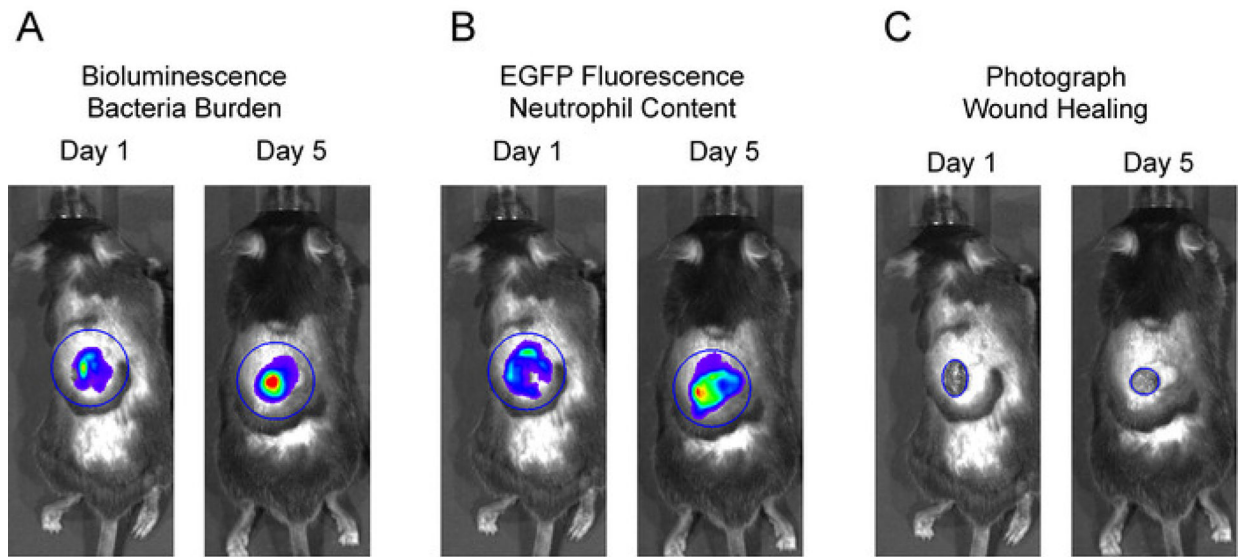 A
Bioluminescence
Bacteria Burden
Day 1
Day 5
B
EGFP Fluorescence
Neutrophil Content
Day 1
Day 5
C
Photograph
Wound Healing
Day 1
Day 5